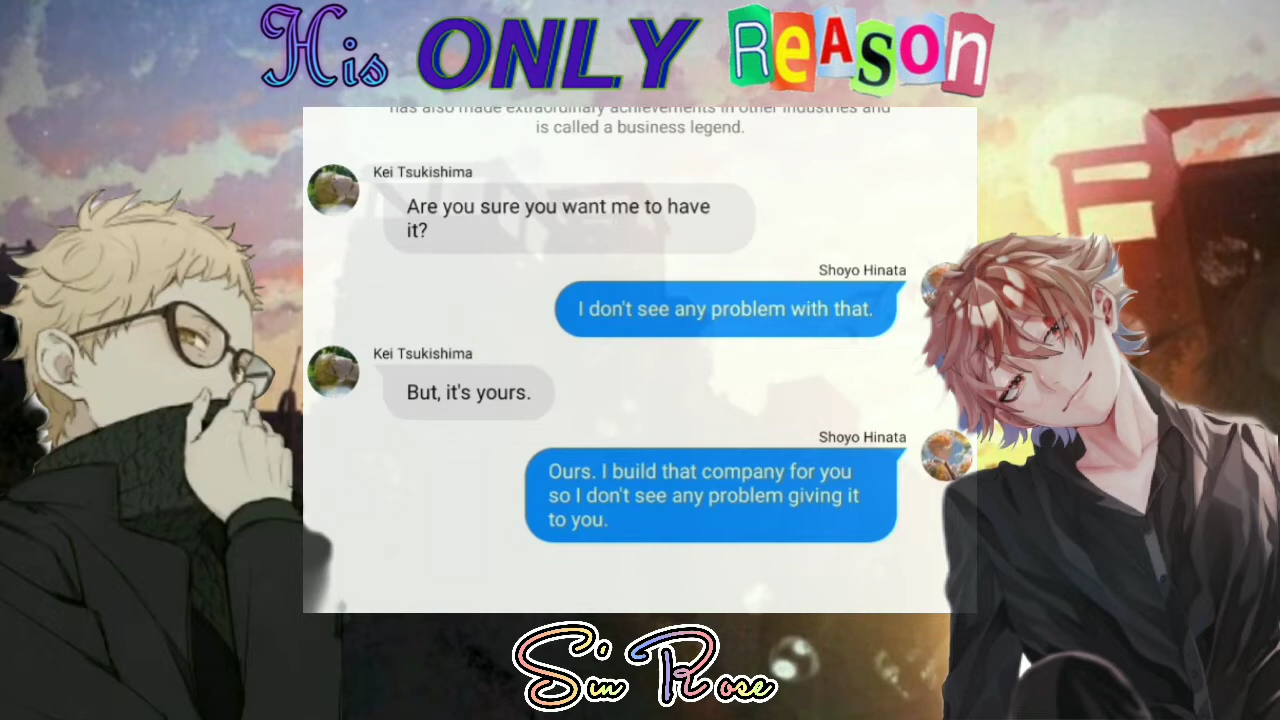 His ONLY ReASon
has also made extraordinary achievements in other industries and
is called a business legend.
Kei Tsukishima
Are you sure you want me to have
it?
Shoyo Hinata
I don't see any problem with that.
Kei Tsukishima
But, it's yours.
Shoyo Hinata
Ours. I build that company for you
so I don't see any problem giving it
to you.
Sin Rose